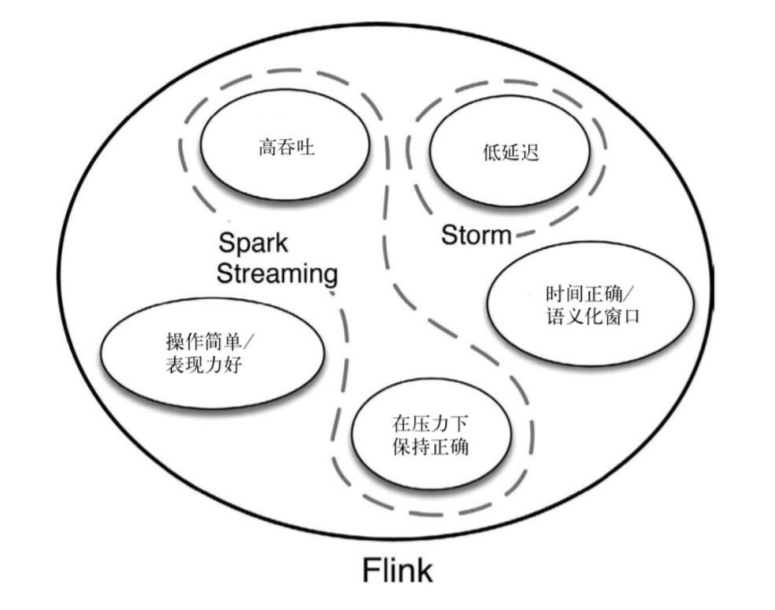 高吞吐
低延迟
Spark
Streaming
Storm
时间正确/
语义化窗口
操作简单/
表现力好
在压力下
保持正确
Flink